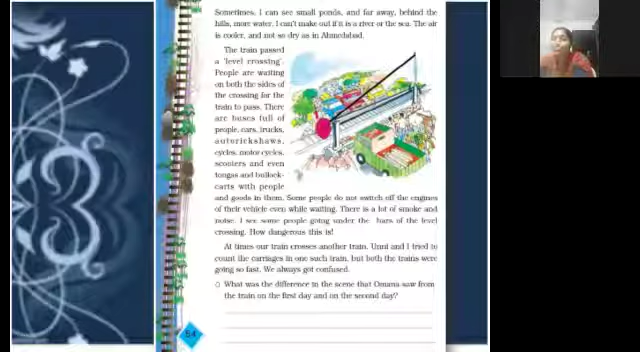 Sometimes, I can see small ponds, and far away, behind the
hills, more water. I can't make out if it is a river or the sea. The air
is cooler, and not so dry as in Ahmedabad.
The train passed
a 'level crossing'.
People are waiting
on both the sides of
the crossing for the
train to pass. There
are buses full of
people, cars, trucks,
autorickshaws,
cycles, motor cycles,
scooters and even
tongas and bullock-
carts with people
and goods in them. Some people do not switch off the engines
of their vehicle even while waiting. There is a lot of smoke and
noise. I see some people going under the bars of the level
crossing. How dangerous this is!
At times our train crosses another train. Unni and I tried to
count the carriages in one such train, but both the trains were
going so fast. We always got confused.
What was the difference in the scene that Omana saw from
the train on the first day and on the second day?
54